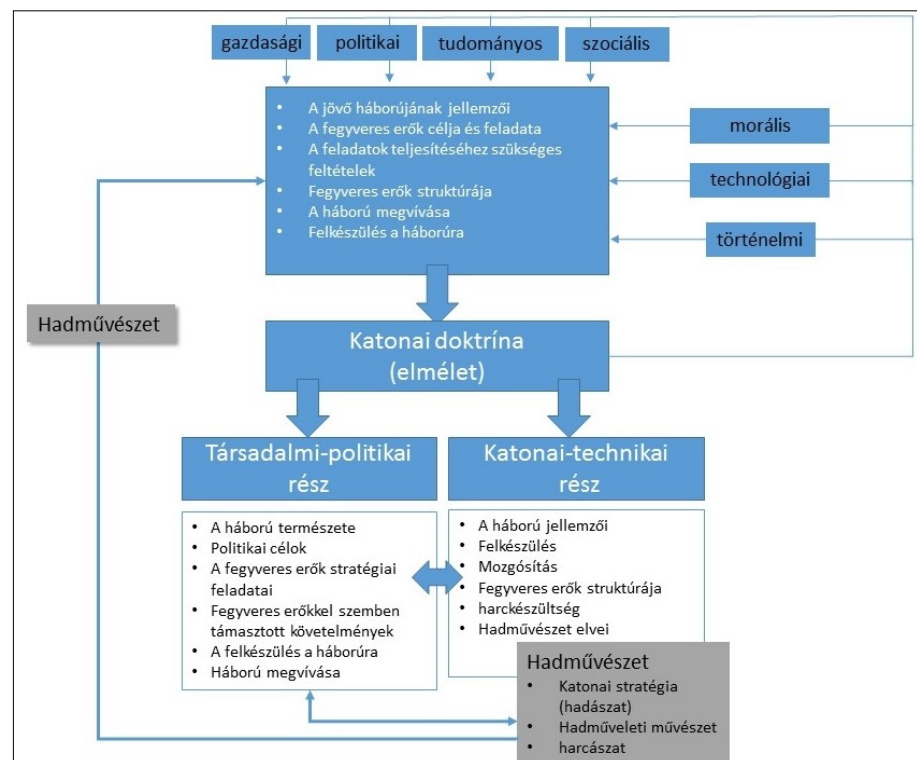 gazdasági
politikai
tudományos
szociális
• A jövő háborújának jellemzői
• A fegyveres erők célja és feladata
• A feladatok teljesítéséhez szükséges
feltételek
• Fegyveres erők struktúrája
• A háború megvívása
• Felkészülés a háborúra
morális
technológiai
történelmi
Hadművészet
Katonai doktrína
(elmélet)
Társadalmi-politikai
rész
• A háború természete
• Politikai célok
• A fegyveres erők stratégiai
feladatai
• Fegyveres erőkkel szemben
támasztott követelmények
• A felkészülés a háborúra
• Háború megvívása
Katonai-technikai
rész
• A háború jellemzői
• Felkészülés
• Mozgósítás
• Fegyveres erők struktúrája
• harckészültség
• Hadművészet elvei
Hadművészet
• Katonai stratégia
(hadászat)
• Hadműveleti művészet
• harcászat